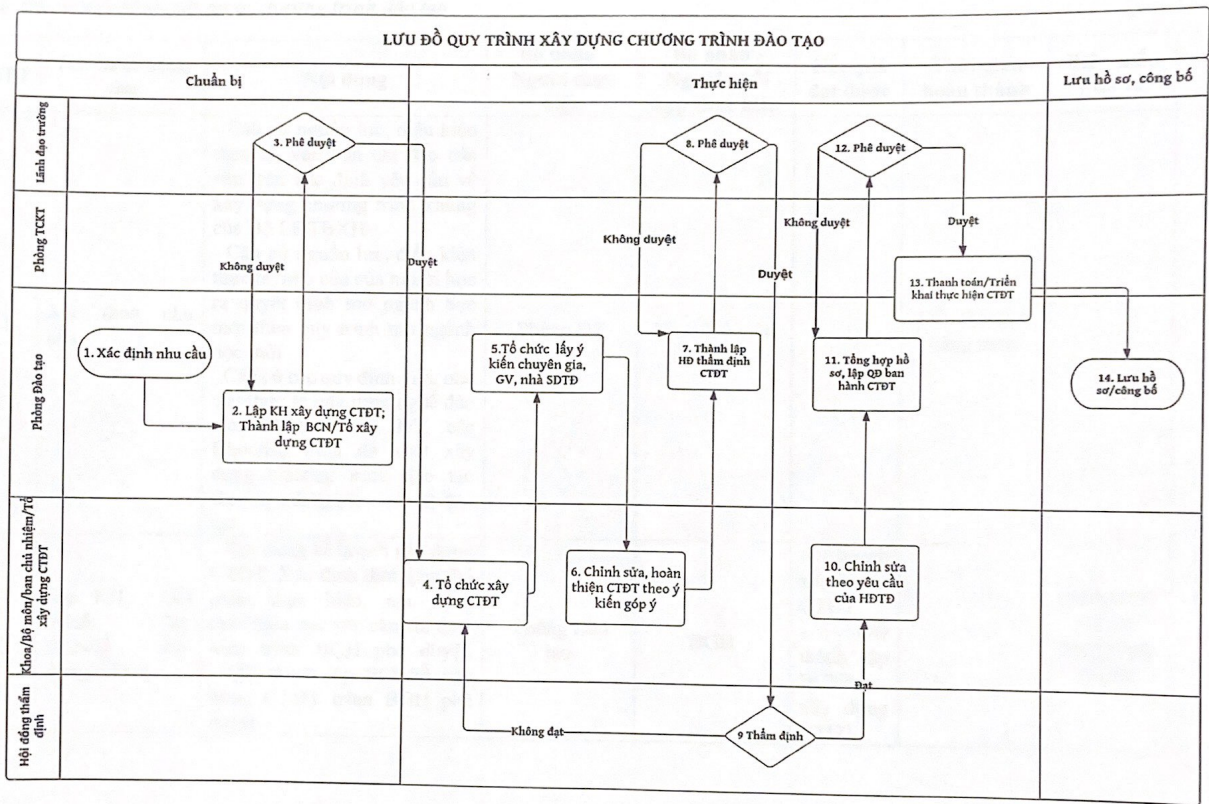 LƯU ĐỒ QUY TRÌNH XÂY DỰNG CHƯƠNG TRÌNH ĐÀO TẠO
Chuẩn bị
Thực hiện
Lưu hồ sơ, công bố
Lãnh đạo trường
3. Phê duyệt
8. Phê duyệt
12. Phê duyệt
Phòng TCKT
Không duyệt
Duyệt
Không duyệt
Duyệt
Không duyệt
Duyệt
13. Thanh toán/Triển
khai thực hiện CTĐT
Phòng Đào tạo
1. Xác định nhu cầu
2. Lập KH xây dựng CTĐT;
Thành lập BCN/Tổ xây
dựng CTĐT
5.Tổ chức lấy ý
kiến chuyên gia,
GV, nhà SDTĐ
7. Thành lập
HĐ thẩm định
CTĐT
11. Tổng hợp hồ
sơ, lập QĐ ban
hành CTĐT
14. Lưu hồ
sơ/công bố
Khoa/bộ môn/ban chủ nhiệm/Tổ
xây dựng CTĐT
4. Tổ chức xây
dựng CTĐT
6. Chỉnh sửa, hoàn
thiện CTĐT theo ý
kiến góp ý
10. Chỉnh sửa
theo yêu cầu
của HĐTĐ
Hội đồng thẩm
định
Không đạt
9 Thẩm định
Đạt